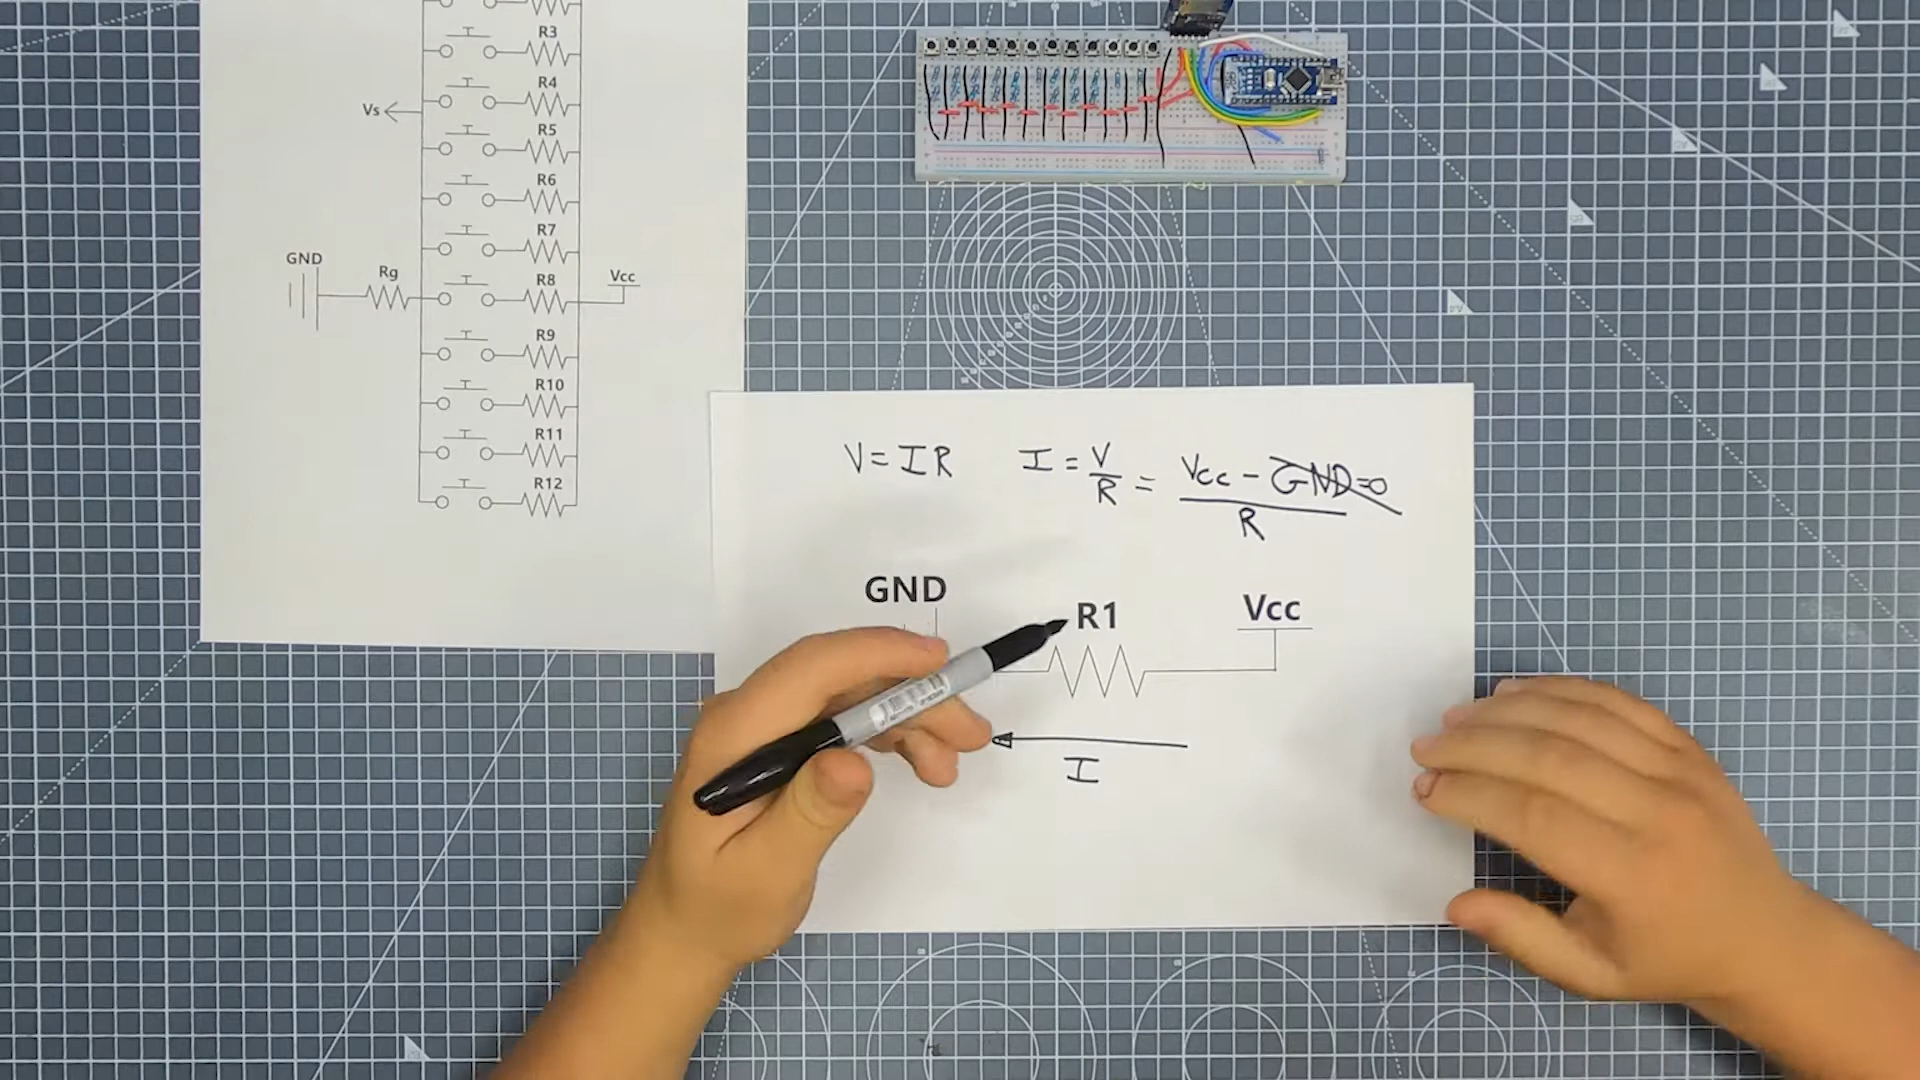 R3
R4
Vs
R5
R6
R7
GND
Rg
R8
Vcc
R9
R10
R11
R12
V = I R
I = V/R = Vcc - GND=0 / R
GND
R1
Vcc
I